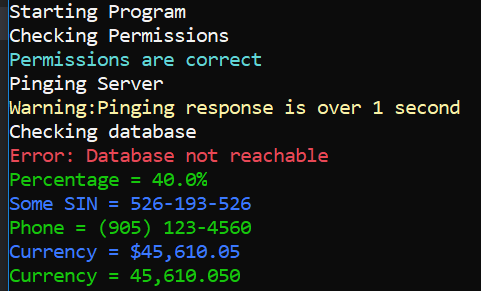 Starting Program
Checking Permissions
Permissions are correct
Pinging Server
Warning:Pinging response is over 1 second
Checking database
Error: Database not reachable
Percentage = 40.0%
Some SIN = 526-193-526
Phone = (905) 123-4560
Currency = $45,610.05
Currency = 45,610.050